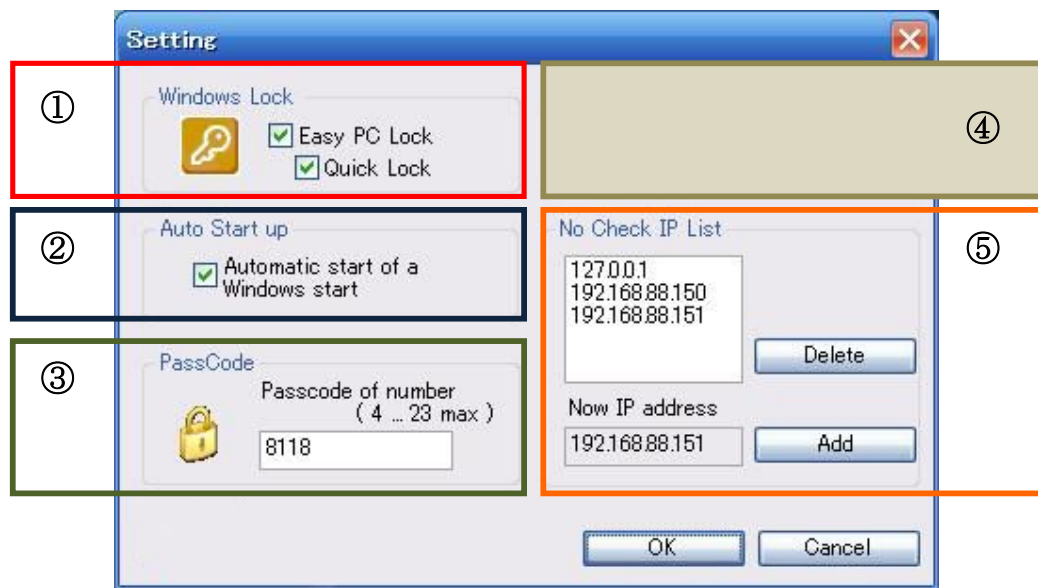 Setting
①
Windows Lock
Easy PC Lock
Quick Lock
②
Auto Start up
Automatic start of a
Windows start
③
PassCode
Passcode of number
( 4 ... 23 max )
8118
④
⑤
No Check IP List
127.0.0.1
192.168.88.150
192.168.88.151
Delete
Now IP address
192.168.88.151
Add
OK
Cancel